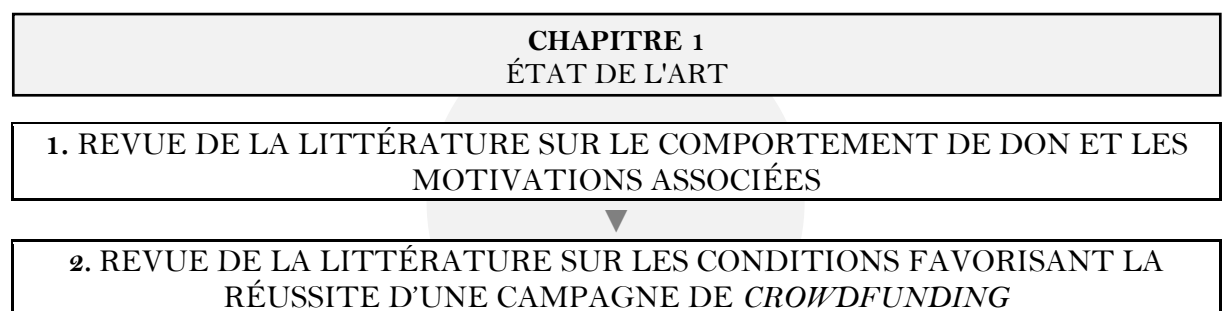 CHAPITRE 1
ÉTAT DE L'ART
1. REVUE DE LA LITTÉRATURE SUR LE COMPORTEMENT DE DON ET LES
MOTIVATIONS ASSOCIÉES
2. REVUE DE LA LITTÉRATURE SUR LES CONDITIONS FAVORISANT LA
RÉUSSITE D’UNE CAMPAGNE DE CROWDFUNDING